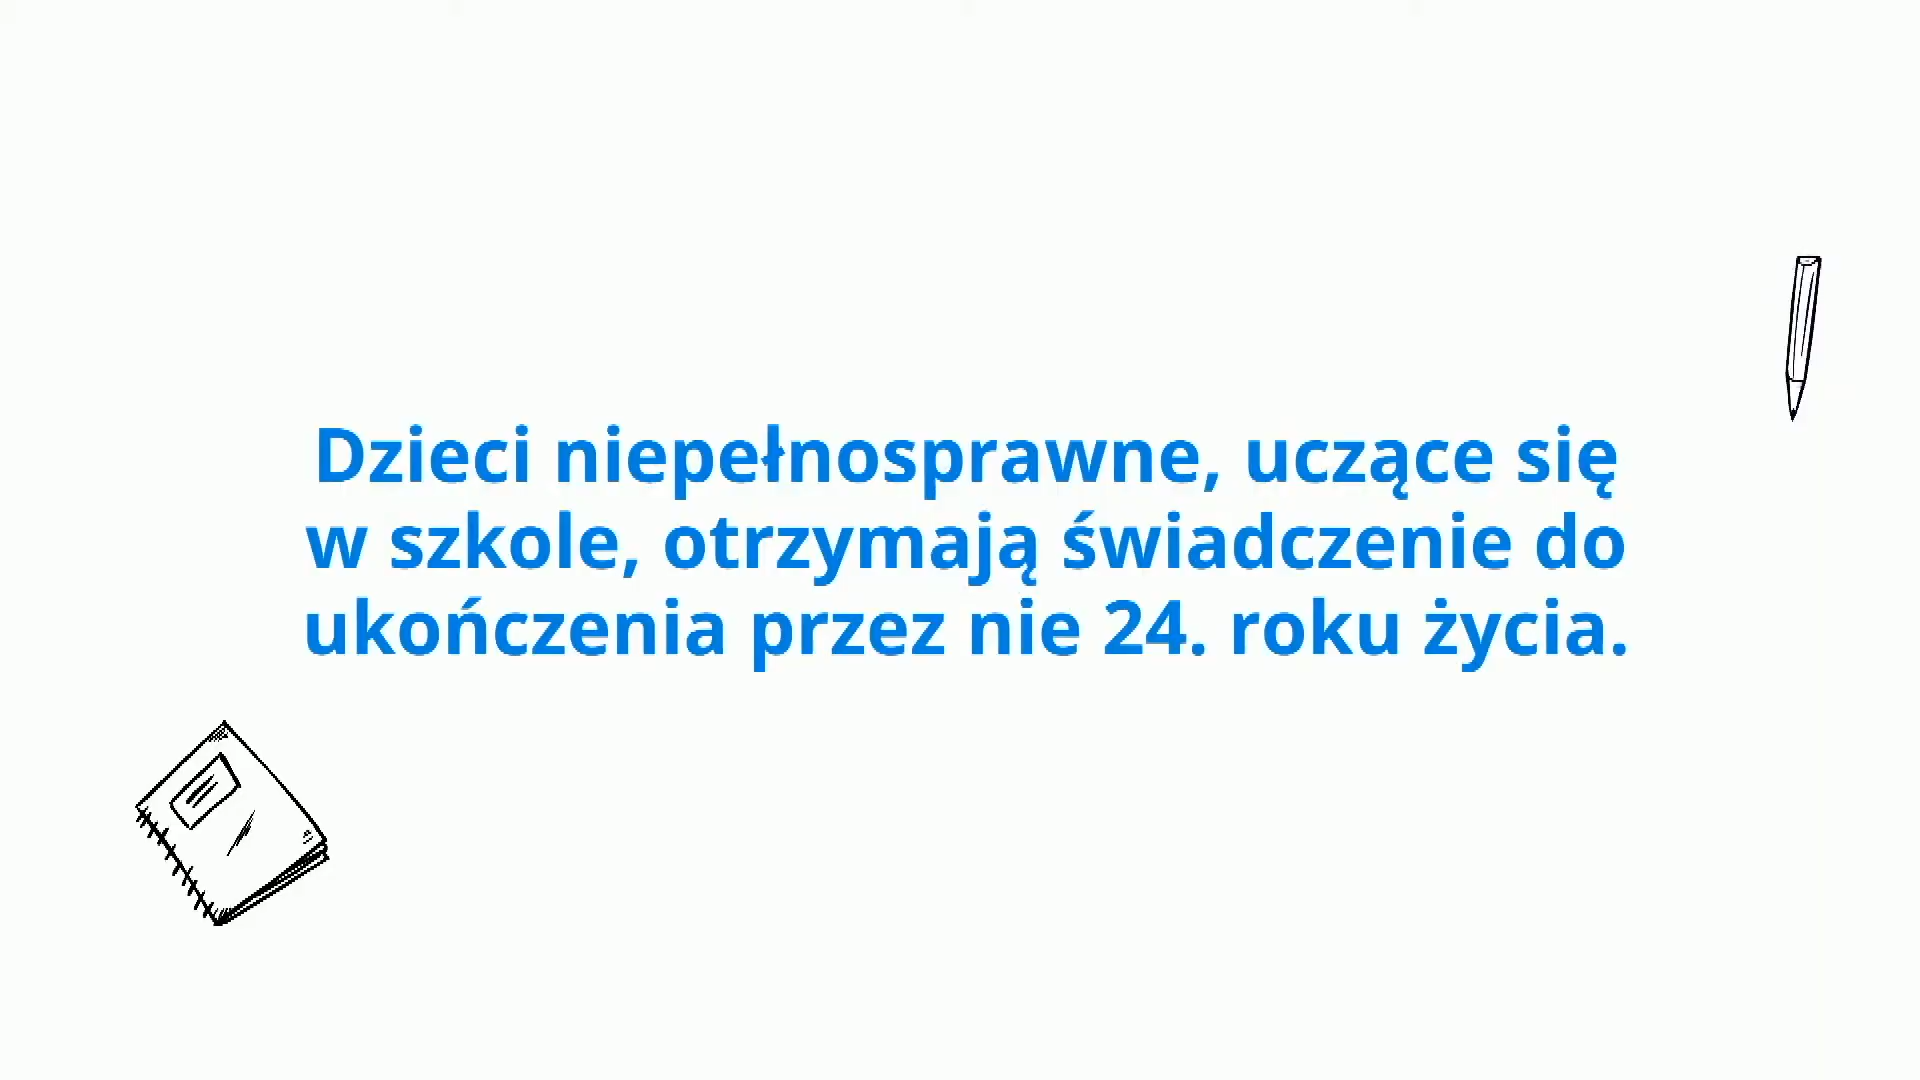 Dzieci niepełnosprawne, uczące się
w szkole, otrzymają świadczenie do
ukończenia przez nie 24. roku życia.